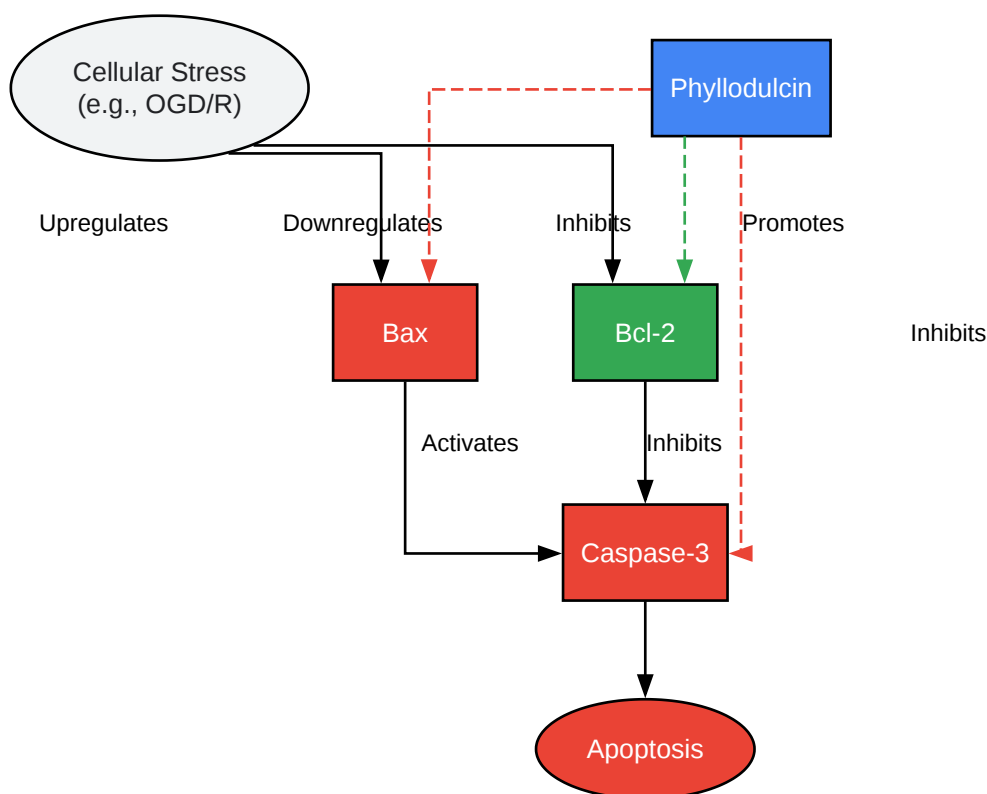 Cellular Stress
(e.g., OGD/R)
Phyllodulcin
Upregulates
Downregulates
Inhibits
Promotes
Bax
Bcl-2
Inhibits
Activates
Inhibits
Caspase-3
Apoptosis